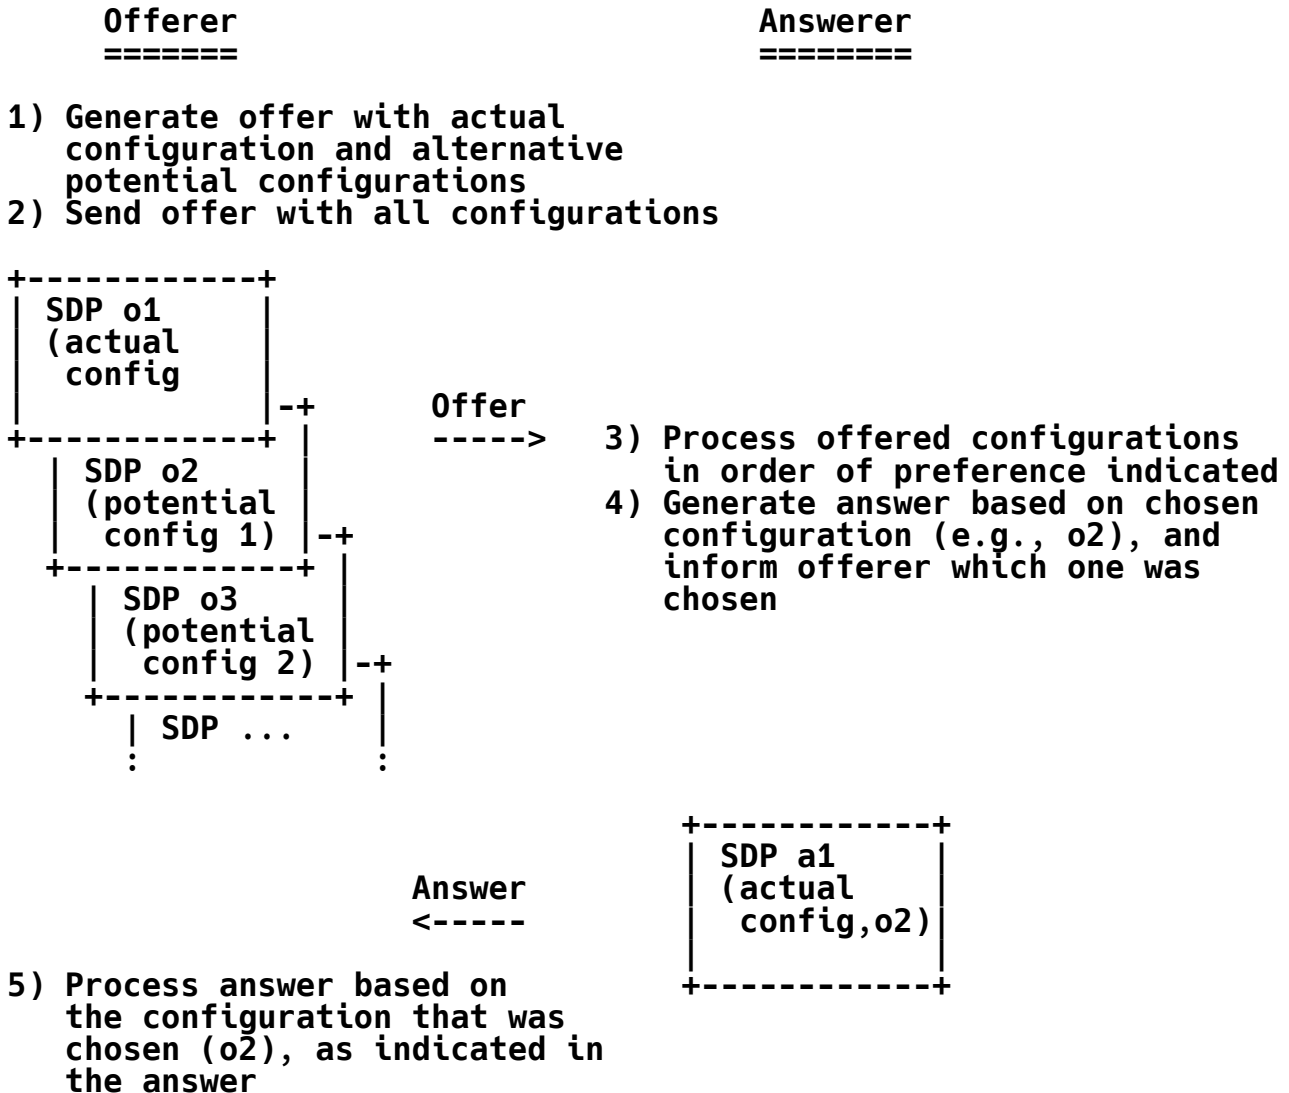 Offerer Answerer
======= ========
1) Generate offer with actual
configuration and alternative
potential configurations
2) Send offer with all configurations
+------------+
| SDP o1 |
| (actual |
| config |
| |-+ Offer
+------------+ | -----> 3) Process offered configurations
| SDP o2 | in order of preference indicated
| (potential | 4) Generate answer based on chosen
| config 1) |-+ configuration (e.g., o2), and
+------------+ | inform offerer which one was
| SDP o3 | chosen
| (potential |
| config 2) |-+
+------------+ |
| SDP ... |
: :
+------------+
| SDP a1 |
Answer | (actual |
<----- | config,o2)|
| |
5) Process answer based on +------------+
the configuration that was
chosen (o2), as indicated in
the answer